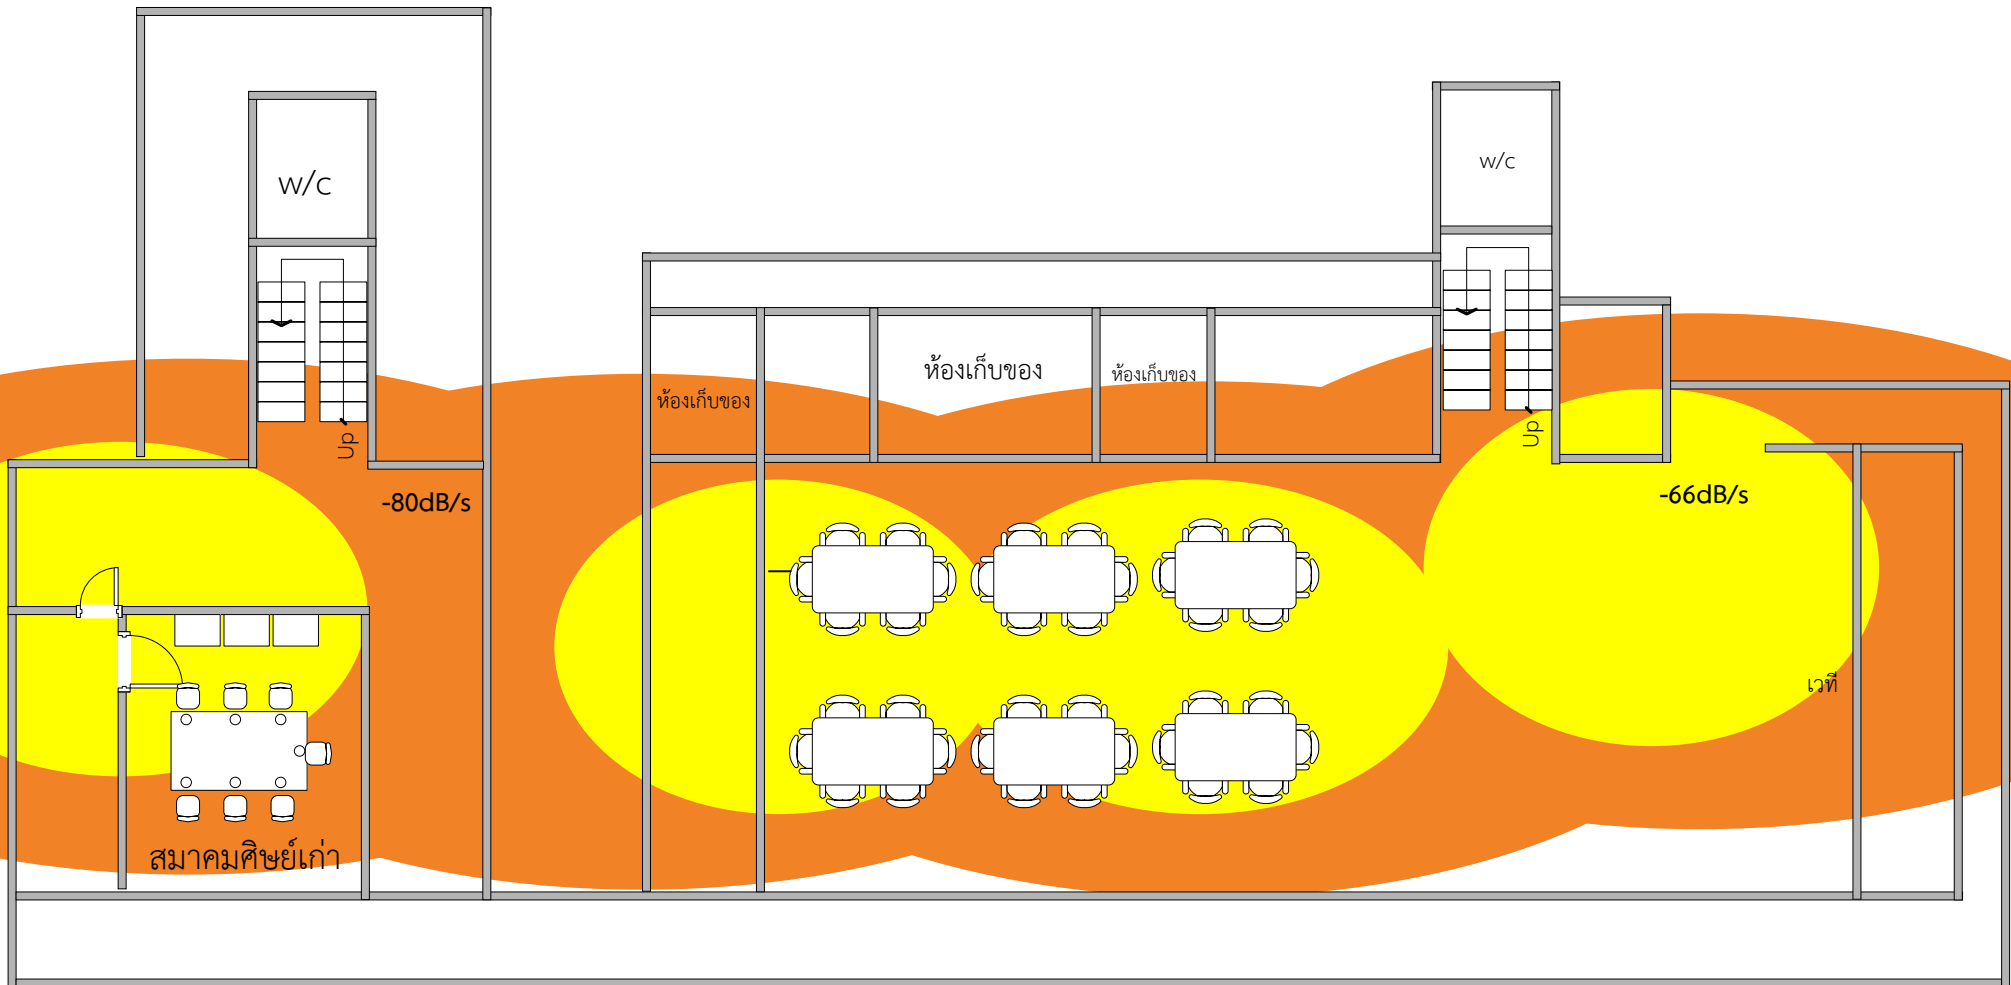 w/c
w/c
ห้องเก็บของ
ห้องเก็บของ
ห้องเก็บของ
Up
Up
-80dB/s
-66dB/s
เวที
สมาคมศิษย์เก่า